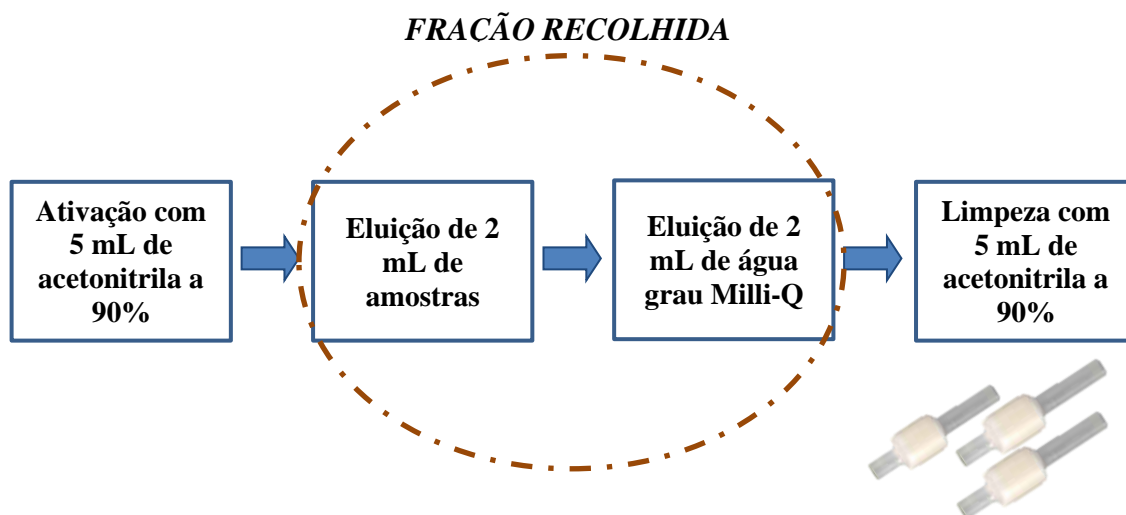 FRAÇÃO RECOLHIDA
Ativação com
5 mL de
acetonitrila a
90%
Eluição de 2
mL de
amostras
Eluição de 2
mL de água
grau Milli-Q
Limpeza com
5 mL de
acetonitrila a
90%